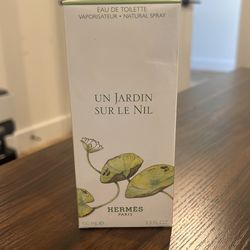 EAU DE TOILETTE
VAPORISATEUR • NATURAL SPRAY
UN JARDIN
SUR LE NIL
HERMÈS
PARIS